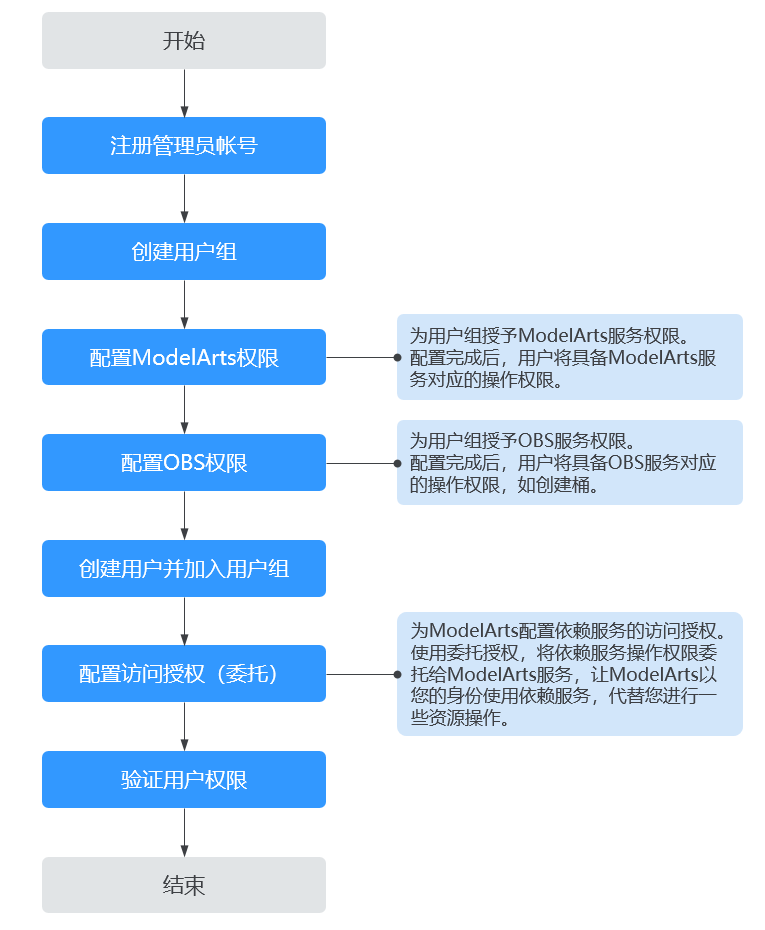 开始
注册管理员帐号
创建用户组
配置ModelArts权限
为用户组授予ModelArts服务权限。
配置完成后，用户将具备ModelArts服
务对应的操作权限。
配置OBS权限
为用户组授予OBS服务权限。
配置完成后，用户将具备OBS服务对应
的操作权限，如创建桶。
创建用户并加入用户组
配置访问授权（委托）
为ModelArts配置依赖服务的访问授权。
使用委托授权，将依赖服务操作权限委
托给ModelArts服务，让ModelArts以
您的身份使用依赖服务，代替您进行一
些资源操作。
验证用户权限
结束